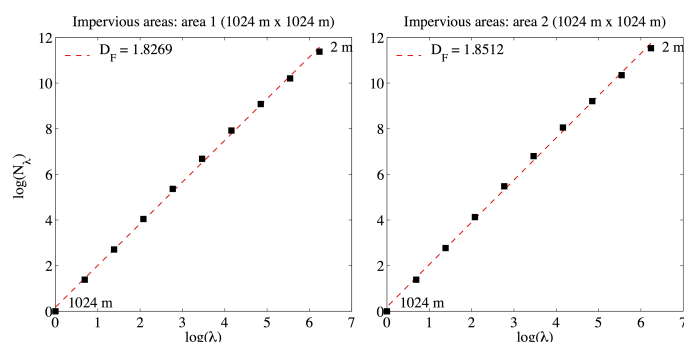 Impervious areas: area 1 (1024 m x 1024 m)
12
10
8
6
4
2
0
log(N_λ)
D_F = 1.8269
2 m
1024 m
0 1 2 3 4 5 6 7
log(λ)
Impervious areas: area 2 (1024 m x 1024 m)
12
10
8
6
4
2
0
D_F = 1.8512
2 m
1024 m
0 1 2 3 4 5 6 7
log(λ)